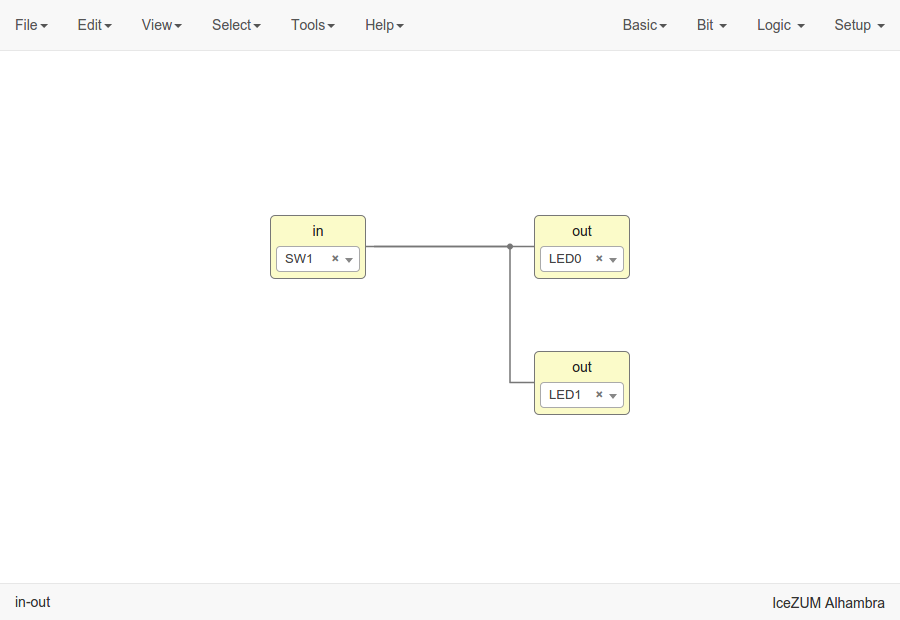 File Edit View Select Tools Help Basic Bit Logic Setup
in
SW1 ×
out
LED0 ×
out
LED1 ×
in-out
IceZUM Alhambra